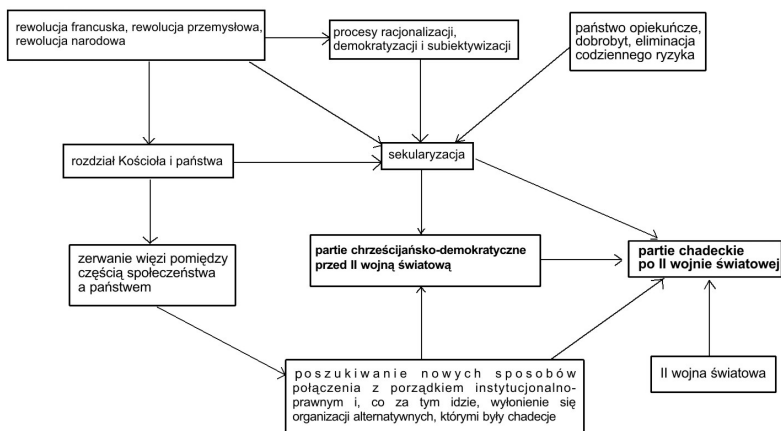 rewolucja francuska, rewolucja przemysłowa,
rewolucja narodowa
procesy racjonalizacji,
demokratyzacji i subiektywizacji
państwo opiekuńcze,
dobrobyt, eliminacja
codziennego ryzyka
rozdział Kościoła i państwa
sekularyzacja
zerwanie więzi pomiędzy
częścią społeczeństwa
a państwem
partie chrześcijańsko-demokratyczne
przed II wojną światową
partie chadeckie
po II wojnie światowej
poszukiwanie nowych sposobów
połączenia z porządkiem instytucjonalno-
prawnym i, co za tym idzie, wyłonienie się
organizacji alternatywnych, którymi były chadecje
II wojna światowa